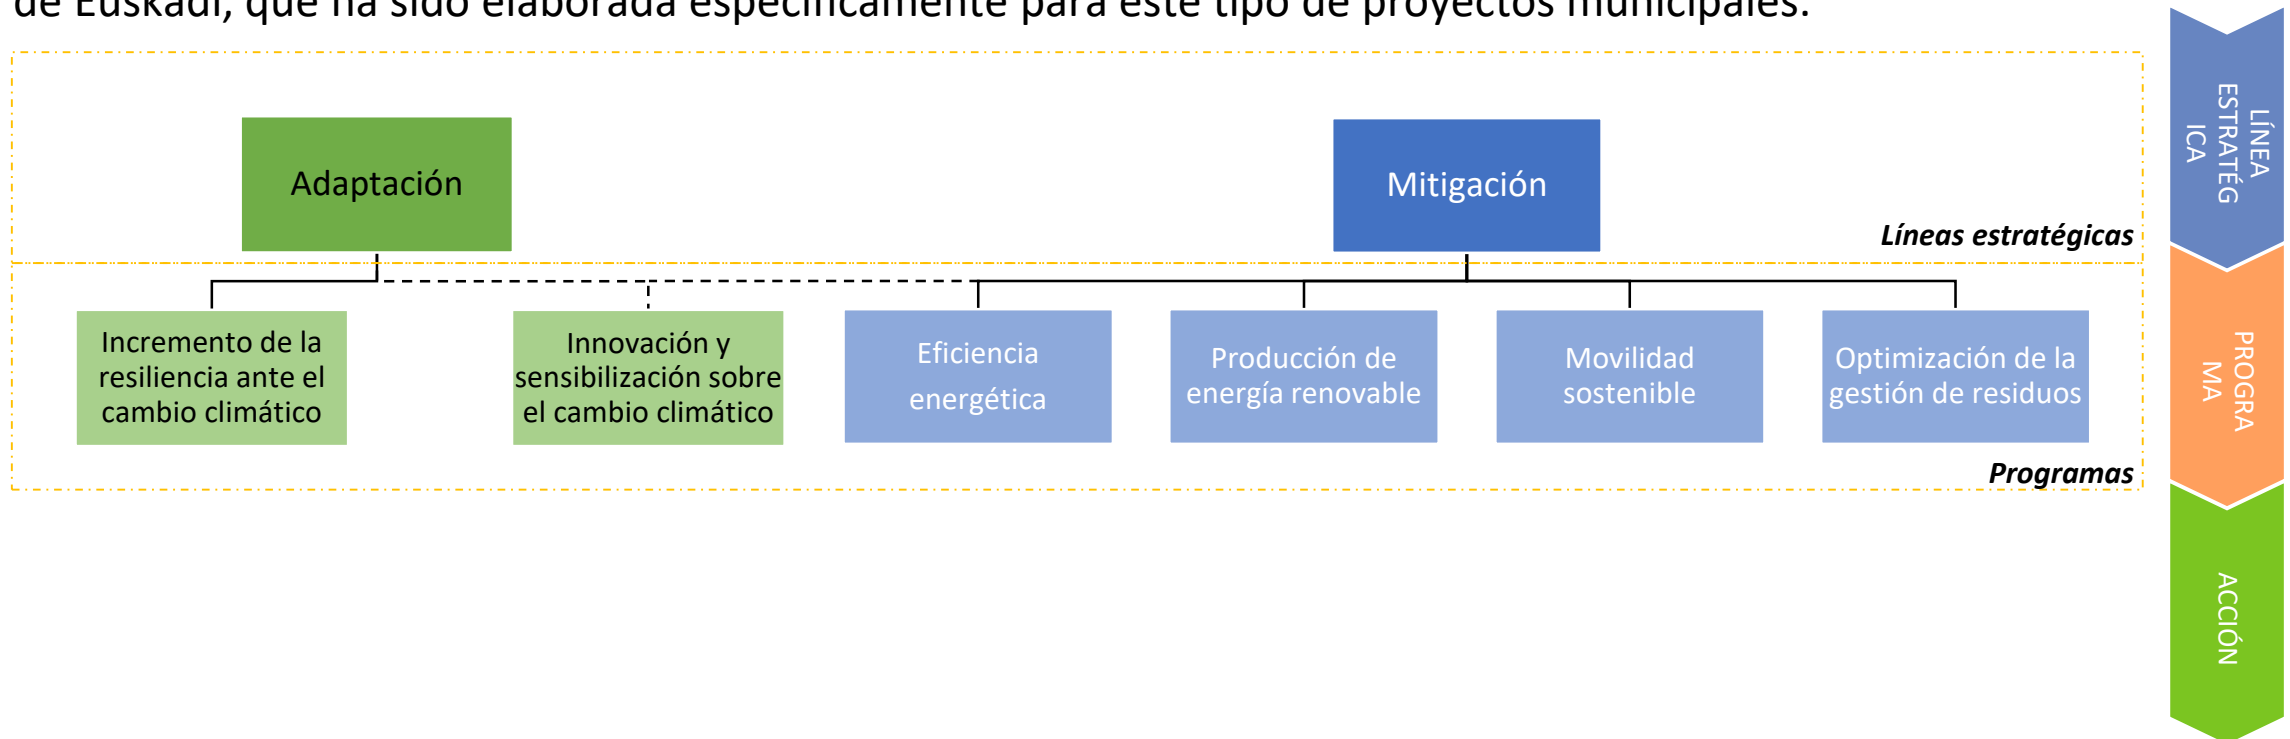 de Euskadi, que ha sido elaborada específicamente para este tipo de proyectos municipales.
Adaptación
Mitigación
Líneas estratégicas
Incremento de la
resiliencia ante el
cambio climático
Innovación y
sensibilización sobre
el cambio climático
Eficiencia
energética
Producción de
energía renovable
Movilidad
sostenible
Optimización de la
gestión de residuos
Programas
LÍNEA
ESTRATÉG
ICA
PROGRA
MA
ACCIÓN